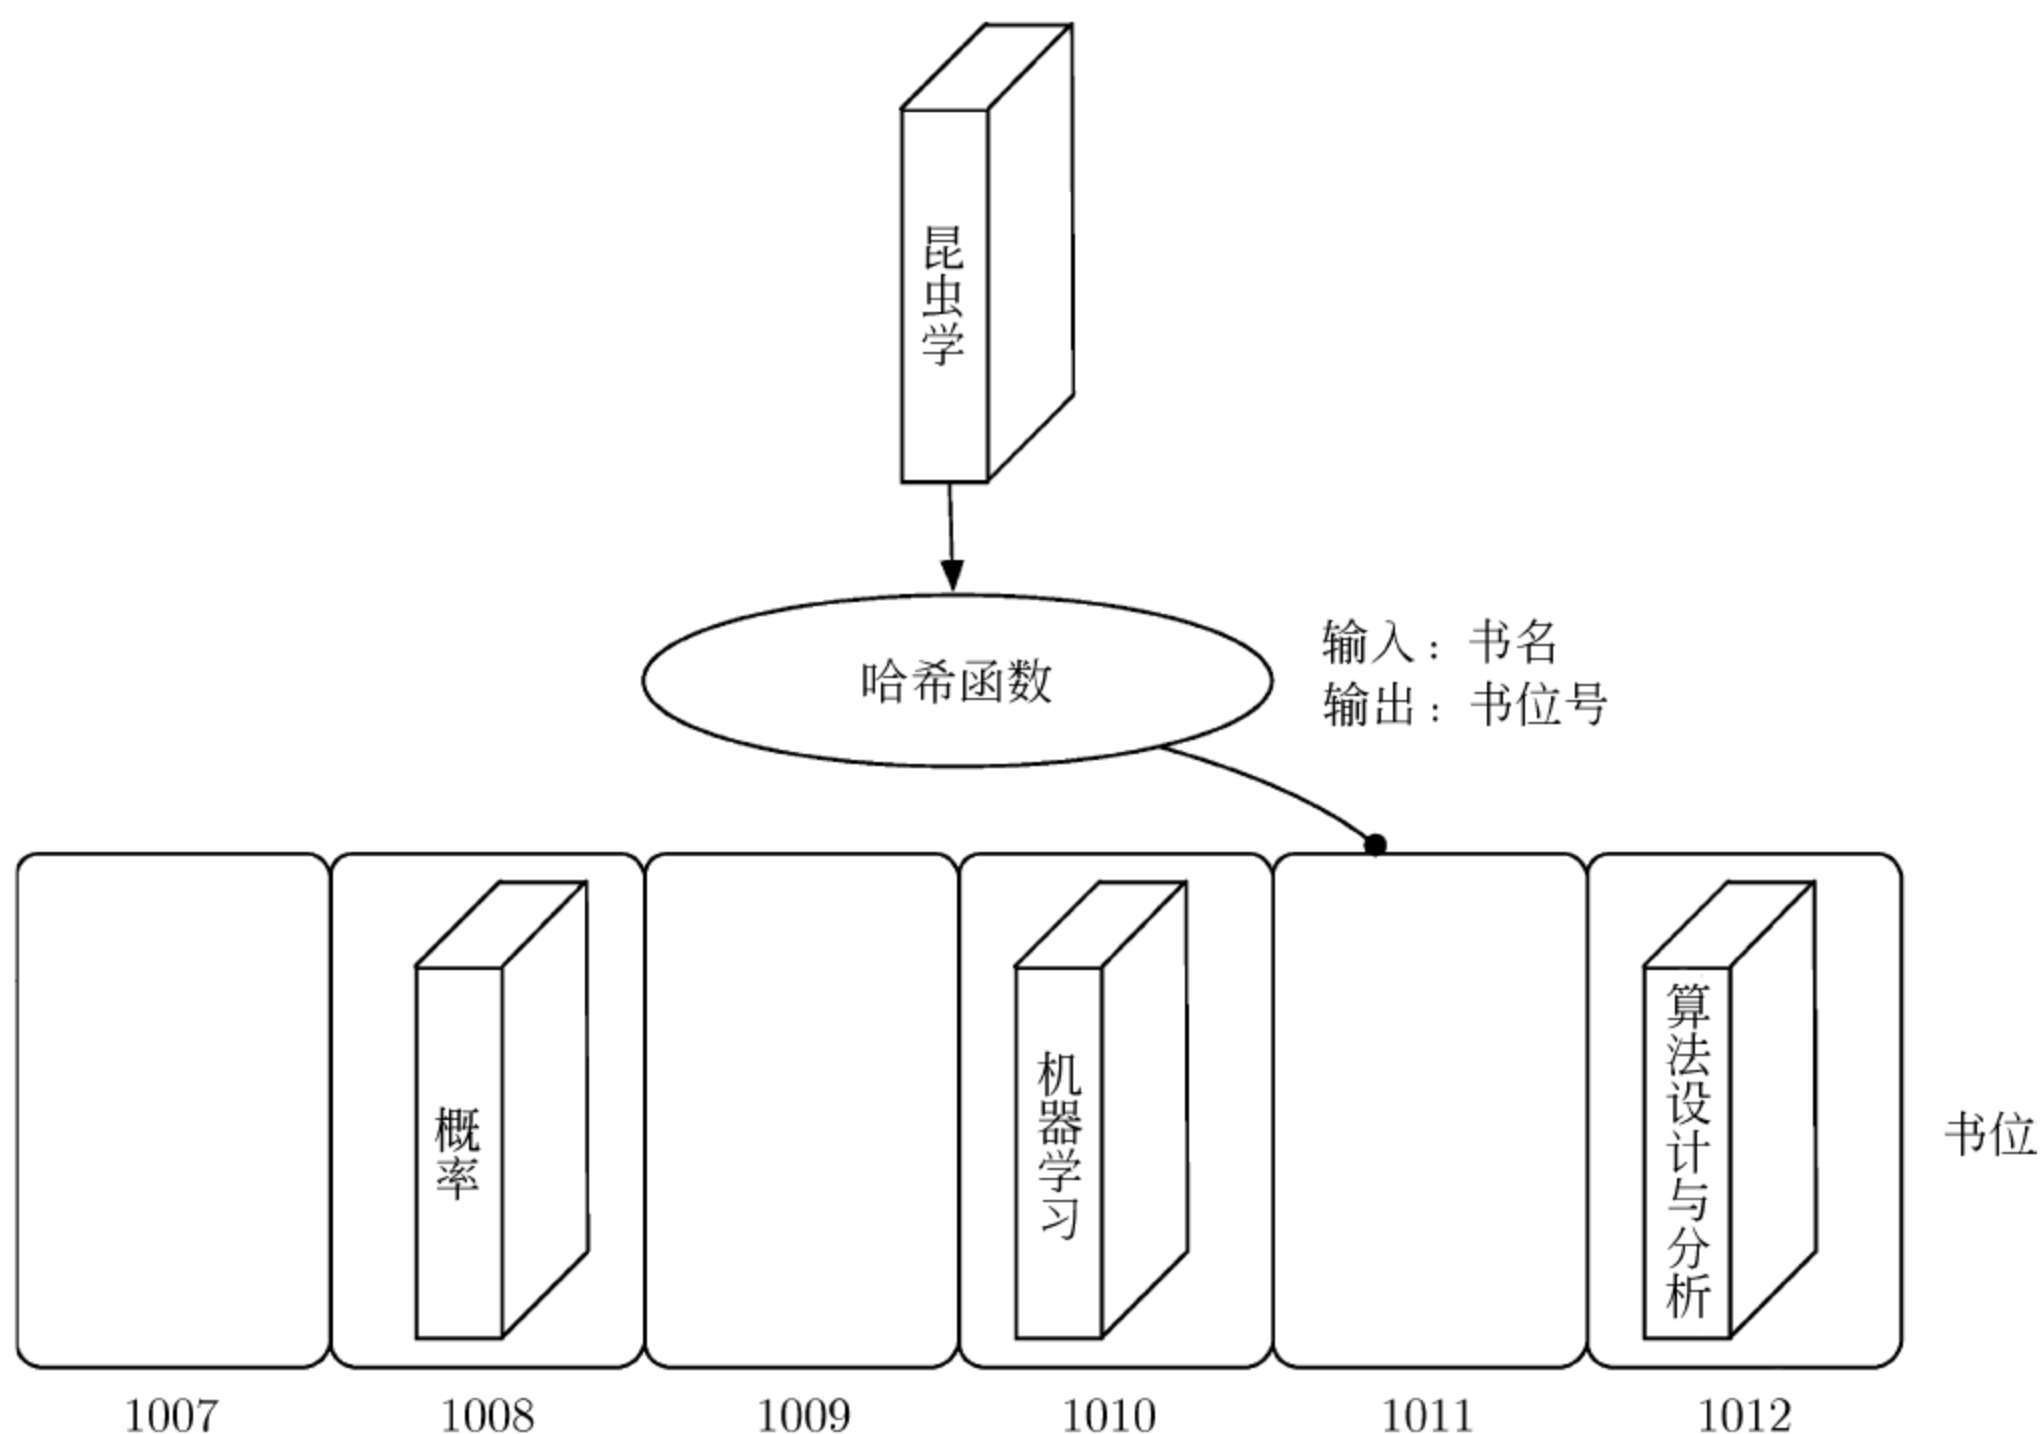 昆虫学
哈希函数
输入：书名
输出：书位号
概率
机器学习
算法设计与分析
书位
1007
1008
1009
1010
1011
1012